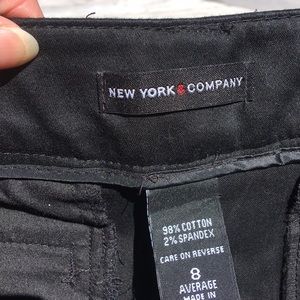 NEW YORK & COMPANY
98% COTTON
2% SPANDEX
CARE ON REVERSE
8
AVERAGE
MADE IN